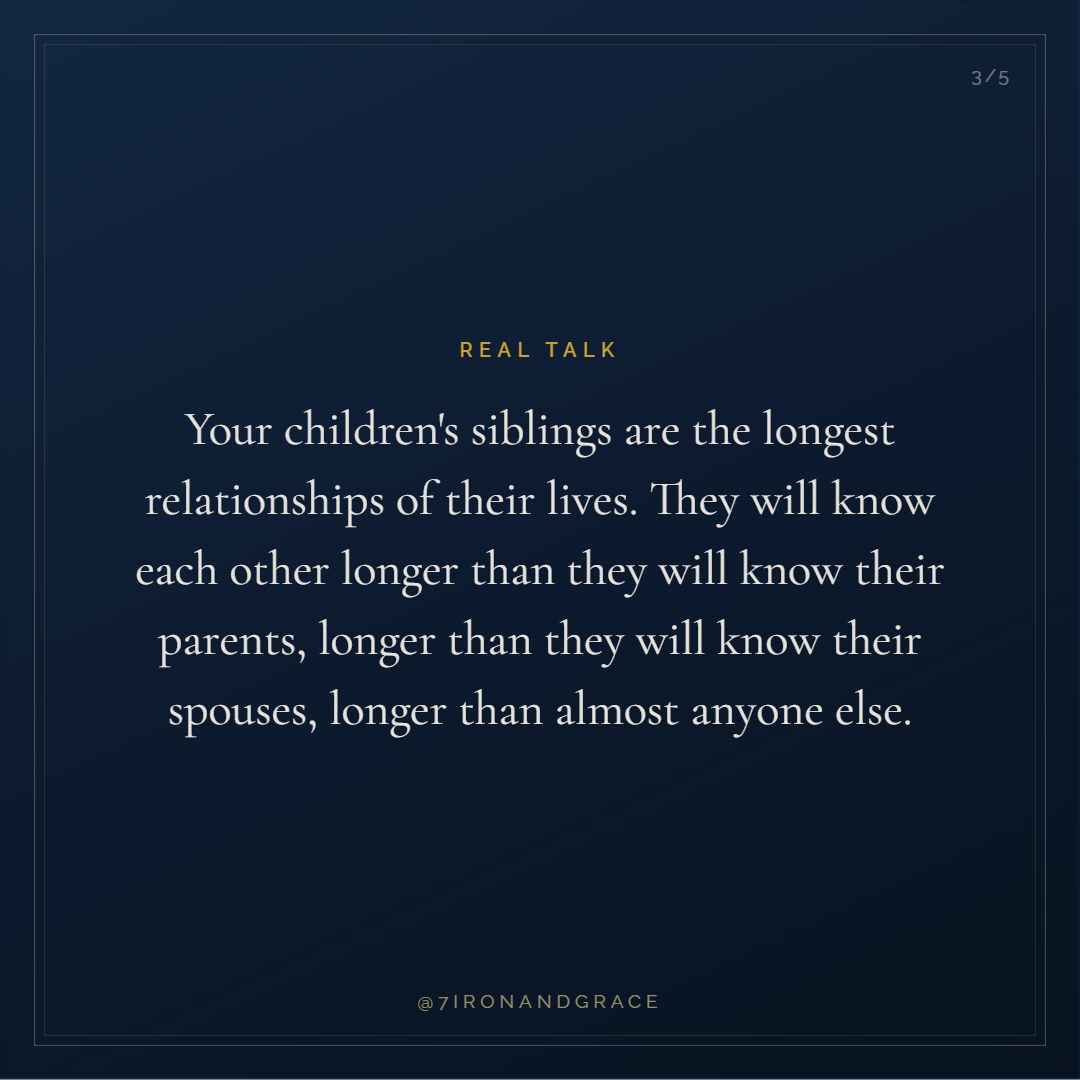 3/5
REAL TALK
Your children's siblings are the longest
relationships of their lives. They will know
each other longer than they will know their
parents, longer than they will know their
spouses, longer than almost anyone else.
@7IRONANDGRACE